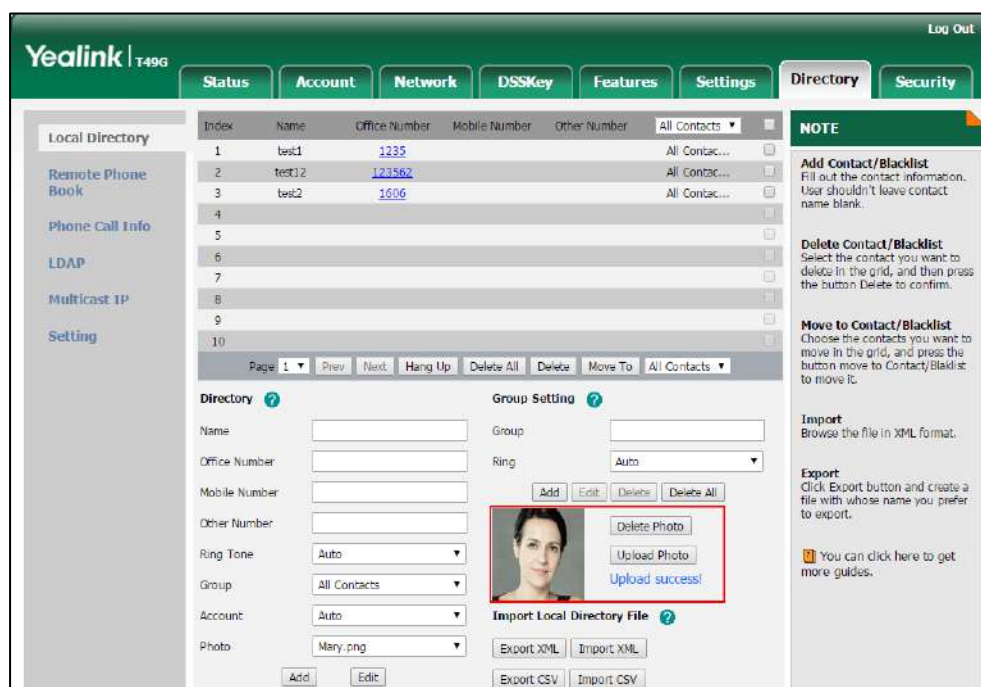 Log Out
Yealink | T49G
Status Account Network DSSKey Features Settings Directory Security
Local Directory
Remote Phone
Book
Phone Call Info
LDAP
Multicast IP
Setting
Index Name Office Number Mobile Number Other Number All Contacts
1 test1 1235 All Contac...
2 test12 123562 All Contac...
3 test2 1606 All Contac...
4
5
6
7
8
9
10
Page 1 Prev Next Hang Up Delete All Delete Move To All Contacts
Directory
Name
Office Number
Mobile Number
Other Number
Ring Tone Auto
Group All Contacts
Account Auto
Photo Mary.png
Add Edit
Group Setting
Group
Ring Auto
Add Edit Delete Delete All
Delete Photo
Upload Photo
Upload success!
Import Local Directory File
Export XML Import XML
Export CSV Import CSV
NOTE
Add Contact/Blacklist
Fill out the contact information.
User shouldn't leave contact
name blank.
Delete Contact/Blacklist
Select the contact you want to
delete in the grid, and then press
the button Delete to confirm.
Move to Contact/Blacklist
Choose the contacts you want to
move in the grid, and press the
button move to Contact/Blaklist
to move it.
Import
Browse the file in XML format.
Export
Click Export button and create a
file with whose name you prefer
to export.
You can click here to get
more guides.